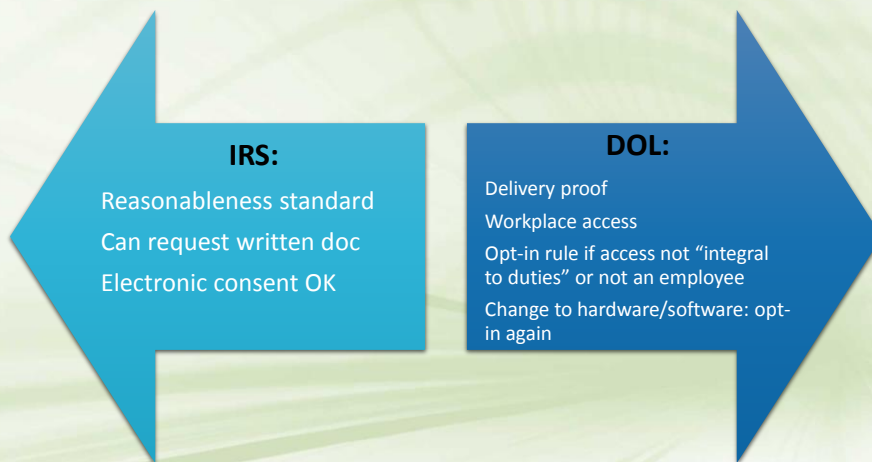 IRS:
Reasonableness standard
Can request written doc
Electronic consent OK
DOL:
Delivery proof
Workplace access
Opt-in rule if access not “integral
to duties” or not an employee
Change to hardware/software: opt-
in again